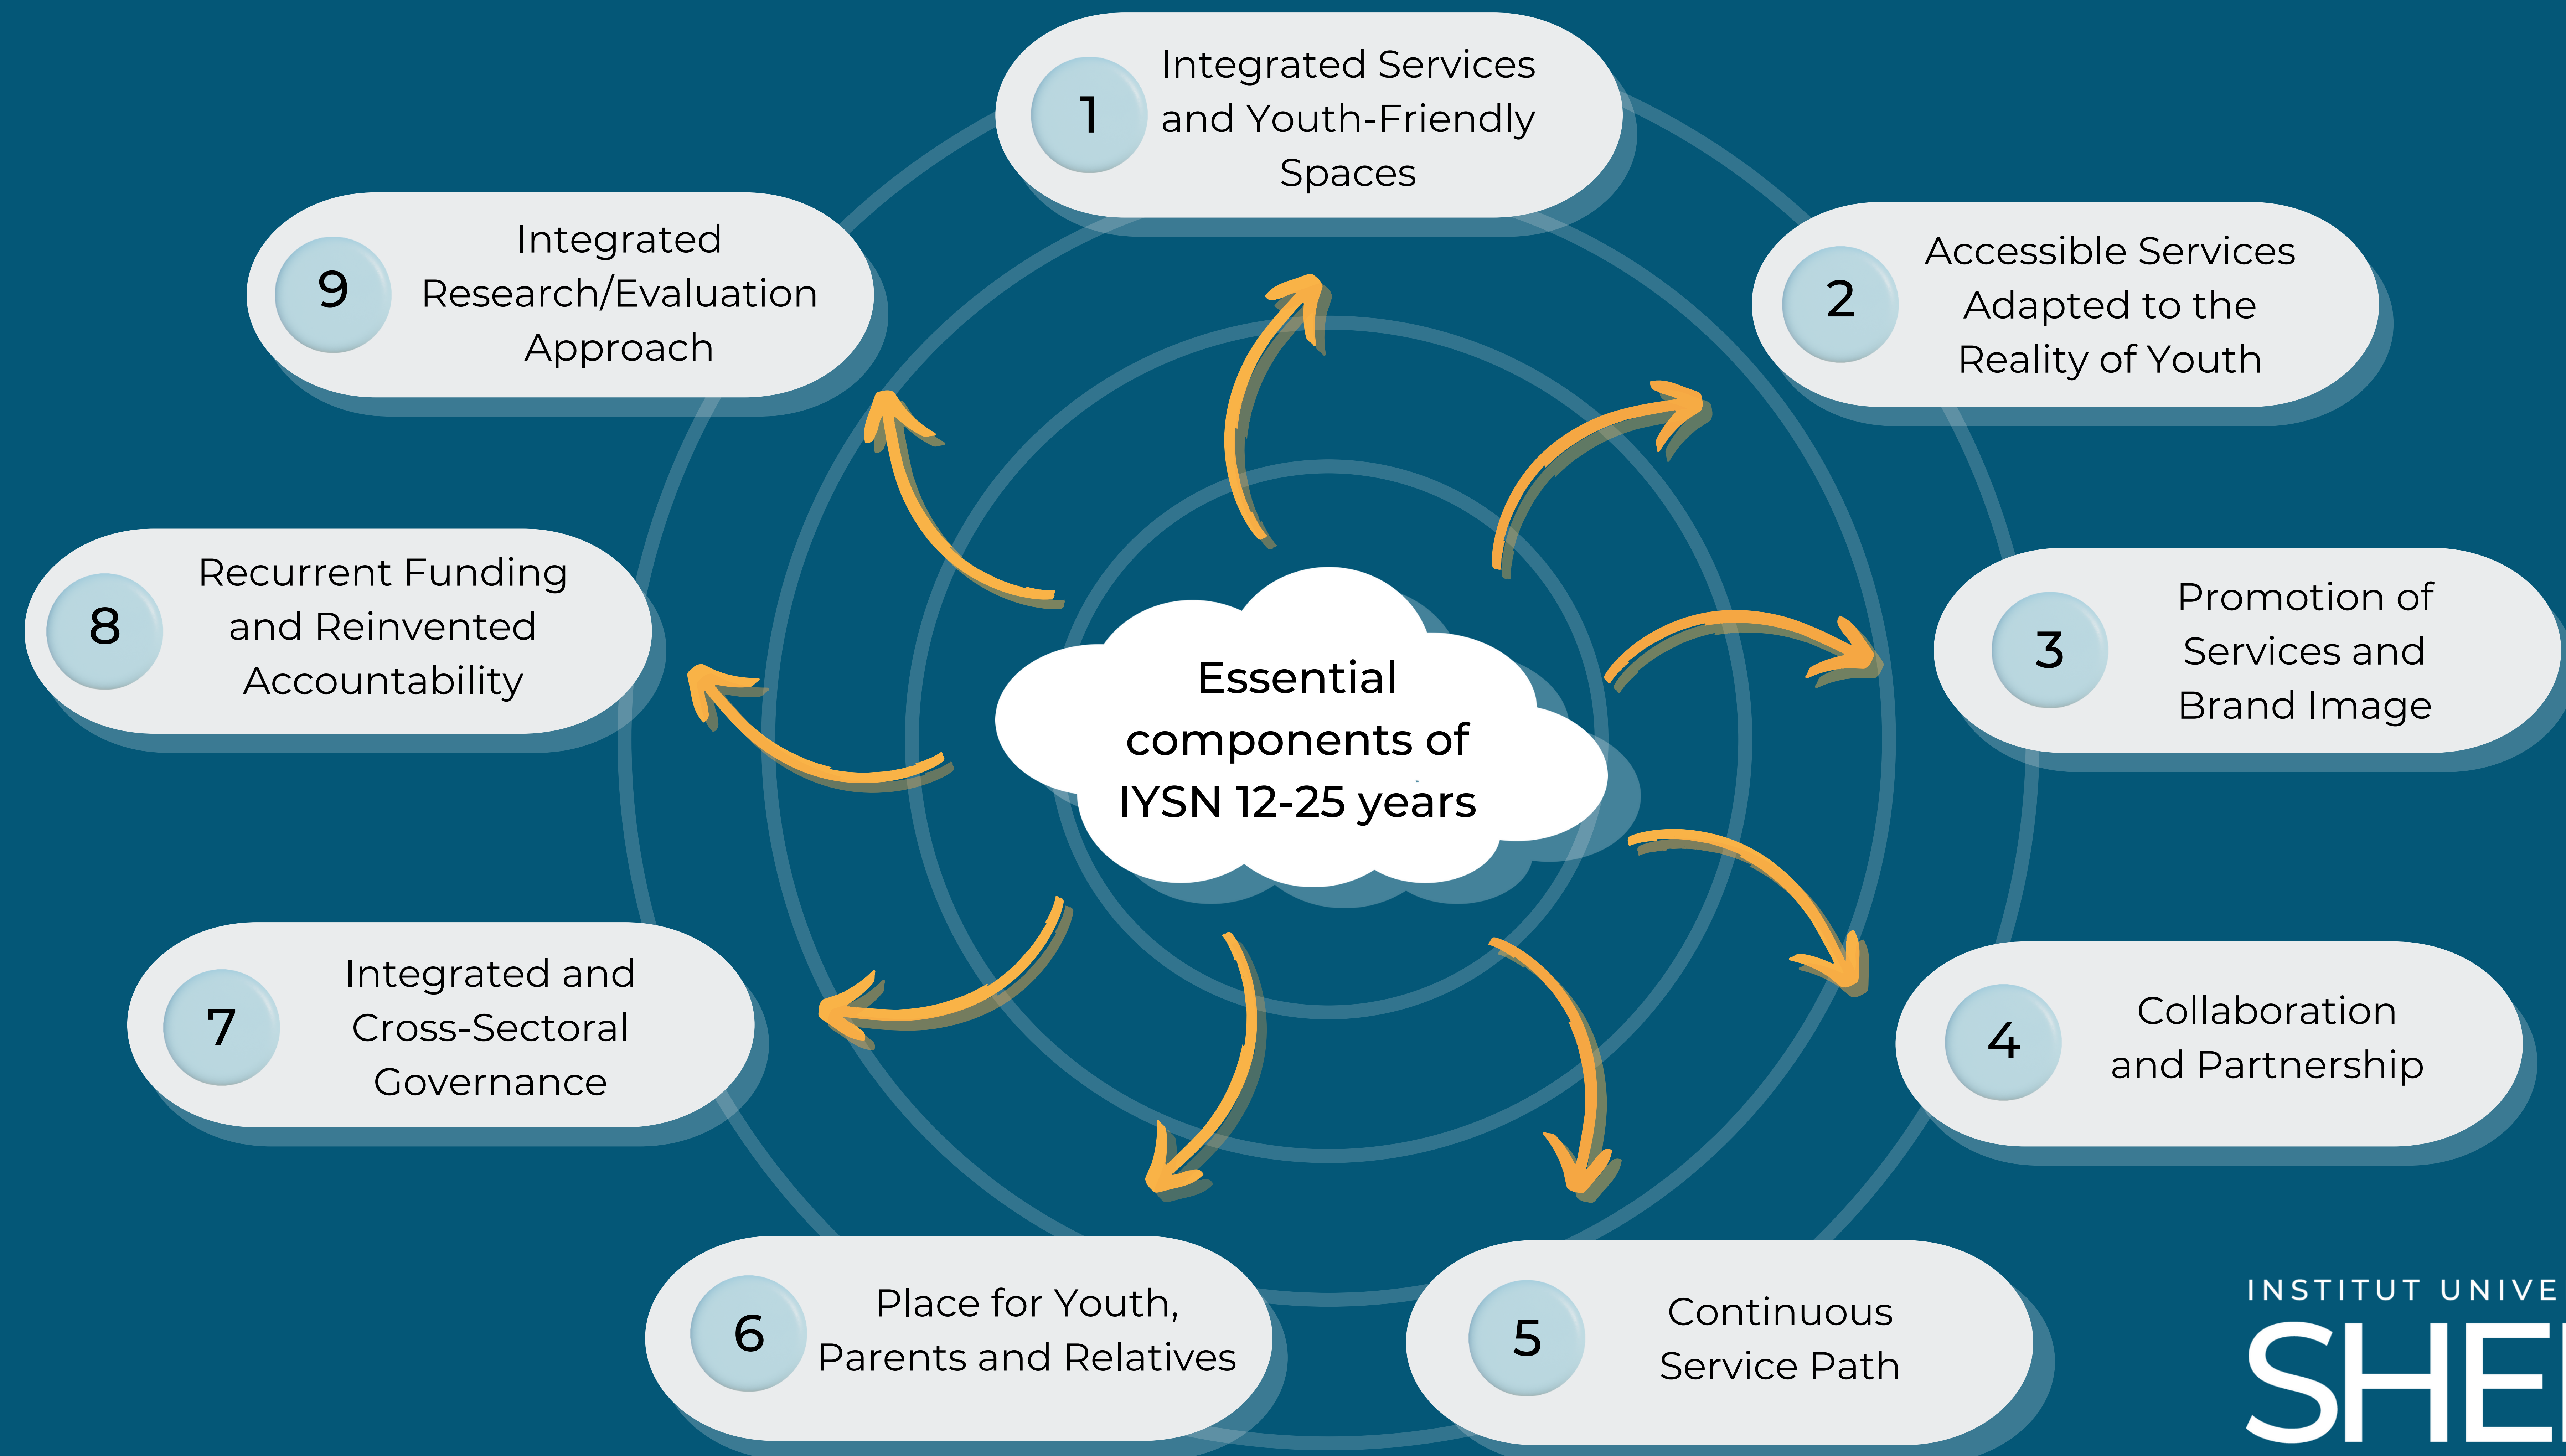 Essential
components of
IYSN 12-25 years
1
Integrated Services
and Youth-Friendly
Spaces
2
Accessible Services
Adapted to the
Reality of Youth
3
Promotion of
Services and
Brand Image
4
Collaboration
and Partnership
5
Continuous
Service Path
6
Place for Youth,
Parents and Relatives
7
Integrated and
Cross-Sectoral
Governance
8
Recurrent Funding
and Reinvented
Accountability
9
Integrated
Research/Evaluation
Approach
INSTITUT